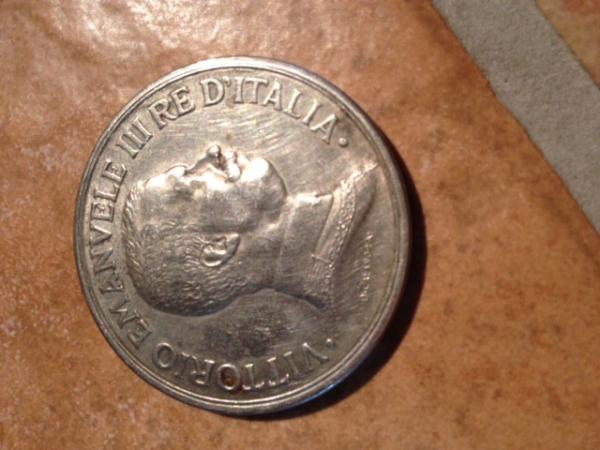 · VITTORIO EMANVELE III RE D'ITALIA ·